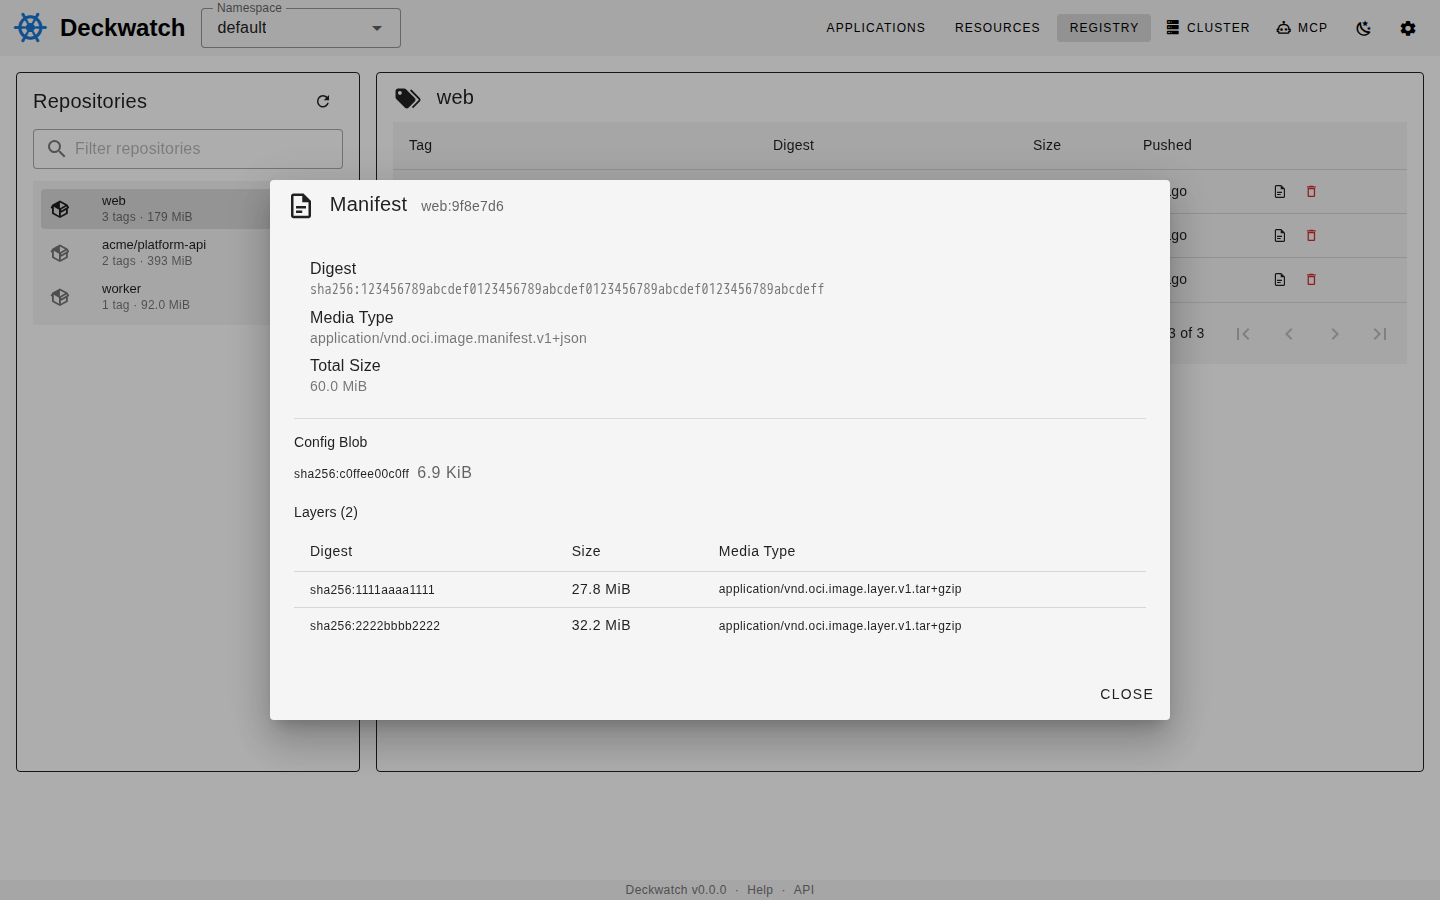 Deckwatch
Namespace
default
APPLICATIONS
RESOURCES
REGISTRY
CLUSTER
MCP
Repositories
Filter repositories
web
3 tags · 179 MiB
acme/platform-api
2 tags · 393 MiB
worker
1 tag · 92.0 MiB
web
Tag Digest Size Pushed
ago
ago
ago
3 of 3
Manifest web:9f8e7d6
Digest
sha256:123456789abcdef0123456789abcdef0123456789abcdef0123456789abcdeff
Media Type
application/vnd.oci.image.manifest.v1+json
Total Size
60.0 MiB
Config Blob
sha256:c0ffee00c0ff 6.9 KiB
Layers (2)
Digest Size Media Type
sha256:1111aaaa1111 27.8 MiB application/vnd.oci.image.layer.v1.tar+gzip
sha256:2222bbbb2222 32.2 MiB application/vnd.oci.image.layer.v1.tar+gzip
CLOSE
Deckwatch v0.0.0 · Help · API